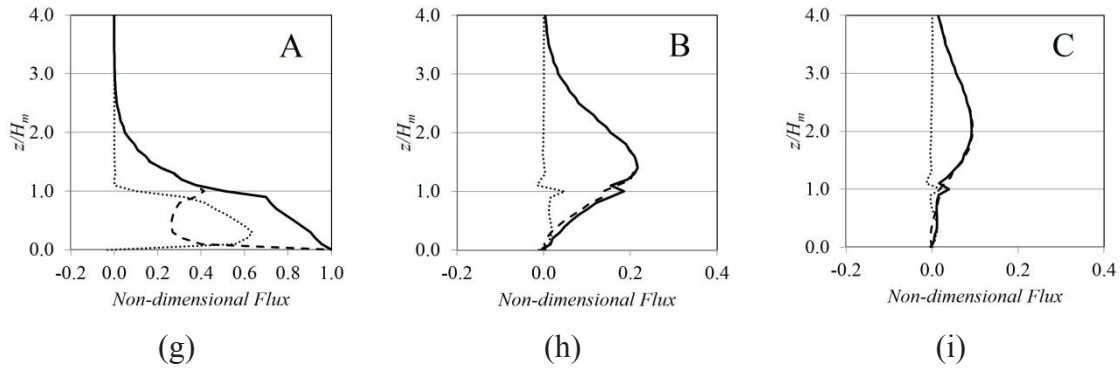 4.0 A 4.0 B 4.0 C
3.0 3.0 3.0
z/Hm z/Hm z/Hm
2.0 2.0 2.0
1.0 1.0 1.0
0.0 0.0 0.0
-0.2 0.0 0.2 0.4 0.6 0.8 1.0 -0.2 0.0 0.2 0.4 -0.2 0.0 0.2 0.4
Non-dimensional Flux Non-dimensional Flux Non-dimensional Flux
(g) (h) (i)